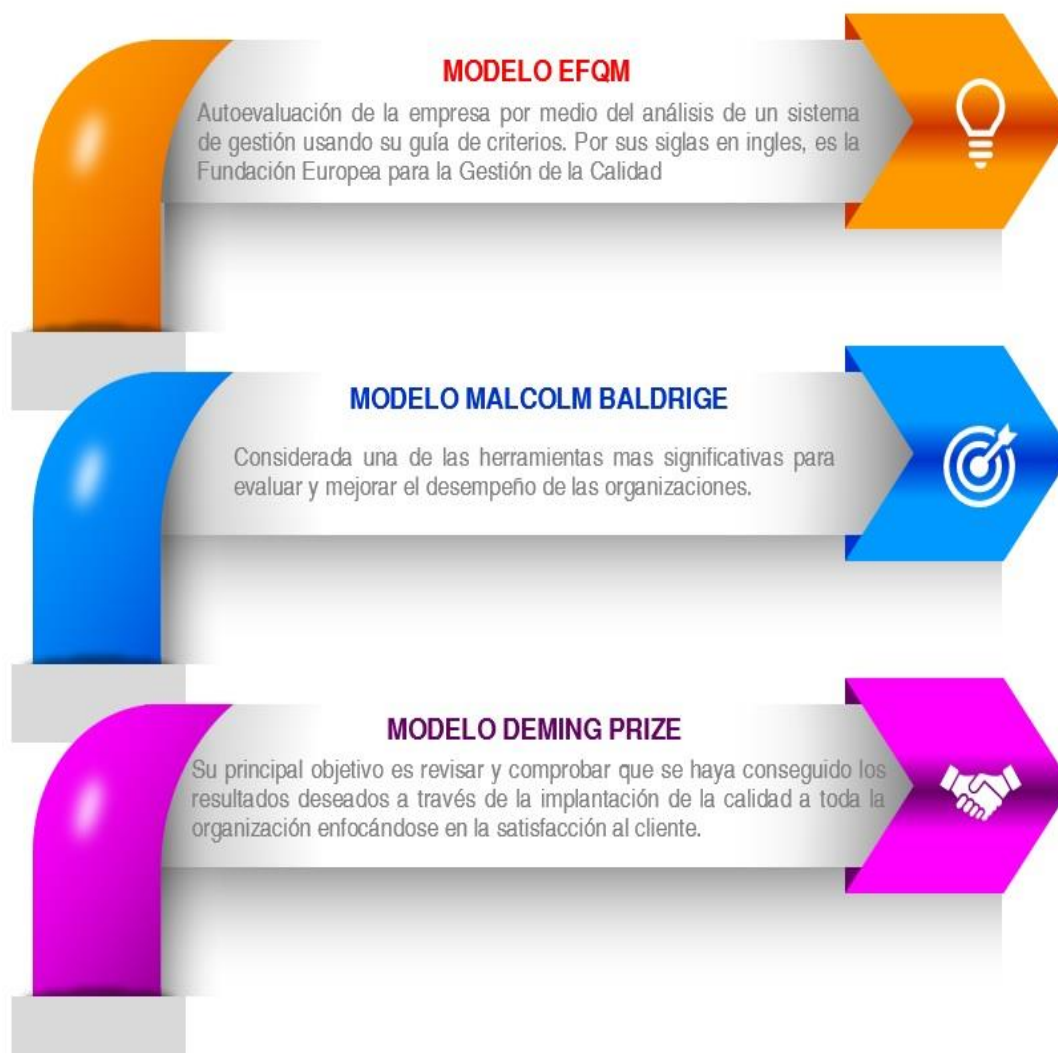 MODELO EFQM
Autoevaluación de la empresa por medio del análisis de un sistema
de gestión usando su guía de criterios. Por sus siglas en ingles, es la
Fundación Europea para la Gestión de la Calidad
MODELO MALCOLM BALDRIGE
Considerada una de las herramientas mas significativas para
evaluar y mejorar el desempeño de las organizaciones.
MODELO DEMING PRIZE
Su principal objetivo es revisar y comprobar que se haya conseguido los
resultados deseados a través de la implantación de la calidad a toda la
organización enfocándose en la satisfacción al cliente.